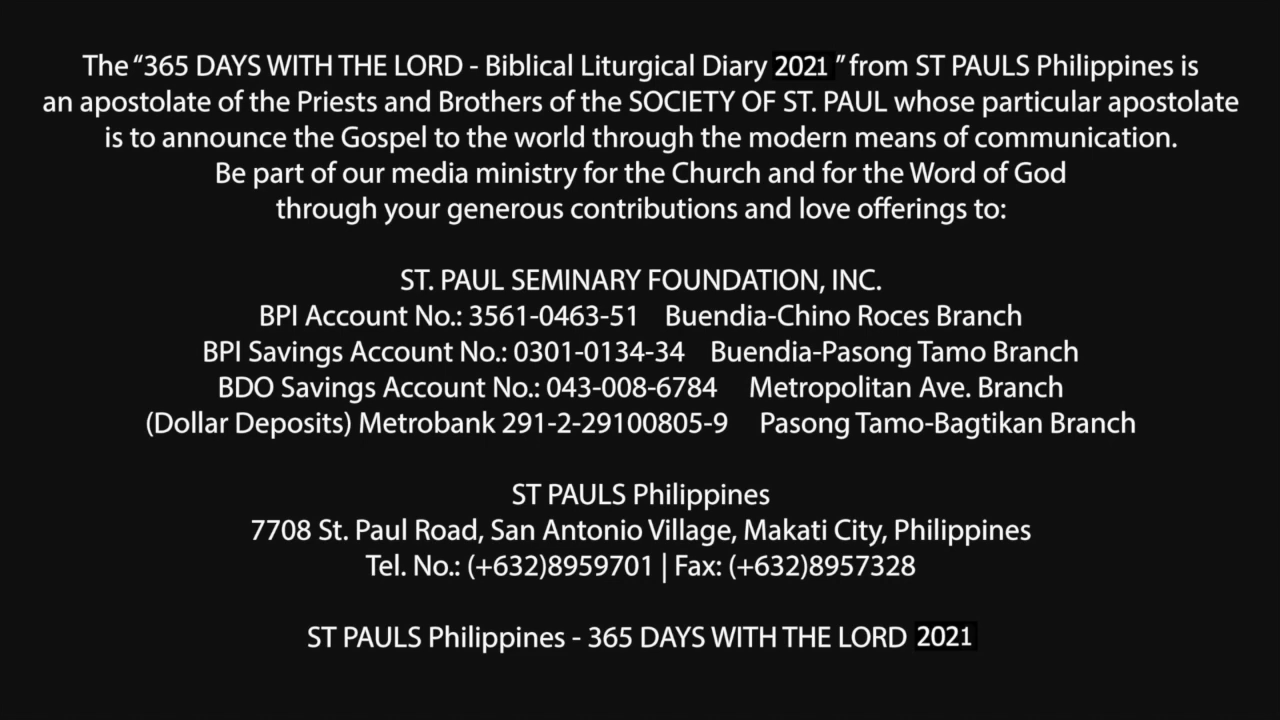 The “365 DAYS WITH THE LORD - Biblical Liturgical Diary 2021 ” from ST PAULS Philippines is
an apostolate of the Priests and Brothers of the SOCIETY OF ST. PAUL whose particular apostolate
is to announce the Gospel to the world through the modern means of communication.
Be part of our media ministry for the Church and for the Word of God
through your generous contributions and love offerings to:
ST. PAUL SEMINARY FOUNDATION, INC.
BPI Account No.: 3561-0463-51 Buendia-Chino Roces Branch
BPI Savings Account No.: 0301-0134-34 Buendia-Pasong Tamo Branch
BDO Savings Account No.: 043-008-6784 Metropolitan Ave. Branch
(Dollar Deposits) Metrobank 291-2-29100805-9 Pasong Tamo-Bagtikan Branch
ST PAULS Philippines
7708 St. Paul Road, San Antonio Village, Makati City, Philippines
Tel. No.: (+632)8959701 | Fax: (+632)8957328
ST PAULS Philippines - 365 DAYS WITH THE LORD 2021